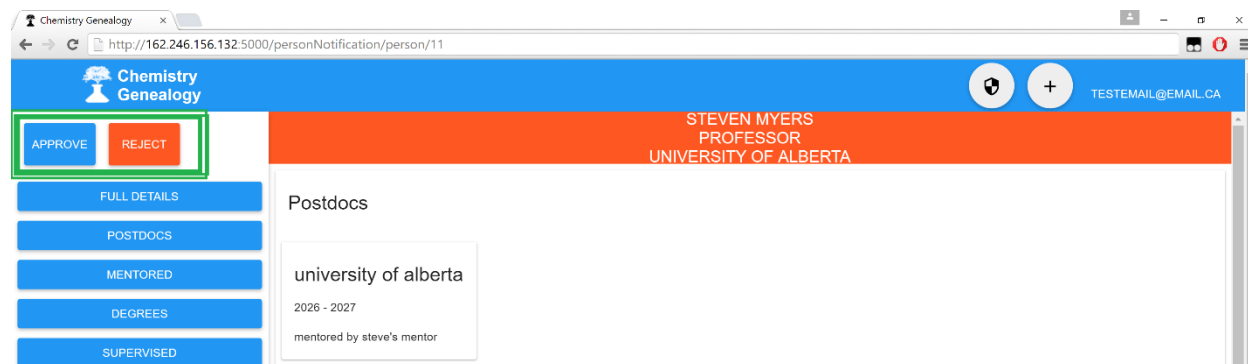 Chemistry Genealogy
http://162.246.156.132:5000/personNotification/person/11
Chemistry
Genealogy
TESTEMAIL@EMAIL.CA
APPROVE
REJECT
STEVEN MYERS
PROFESSOR
UNIVERSITY OF ALBERTA
FULL DETAILS
POSTDOCS
MENTORED
DEGREES
SUPERVISED
Postdocs
university of alberta
2026 - 2027
mentored by steve's mentor